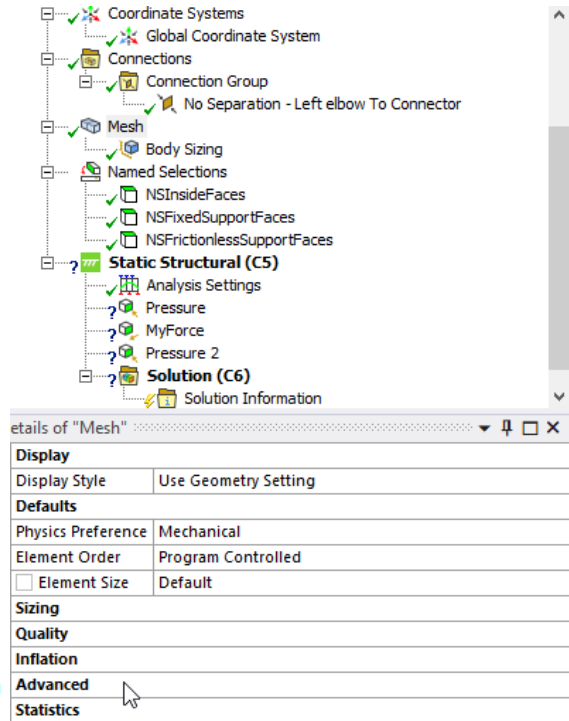 Coordinate Systems
Global Coordinate System
Connections
Connection Group
No Separation - Left elbow To Connector
Mesh
Body Sizing
Named Selections
NSInsideFaces
NSFixedSupportFaces
NSFrictionlessSupportFaces
Static Structural (C5)
Analysis Settings
Pressure
MyForce
Pressure 2
Solution (C6)
Solution Information
etails of "Mesh"
Display
Display Style Use Geometry Setting
Defaults
Physics Preference Mechanical
Element Order Program Controlled
Element Size Default
Sizing
Quality
Inflation
Advanced
Statistics